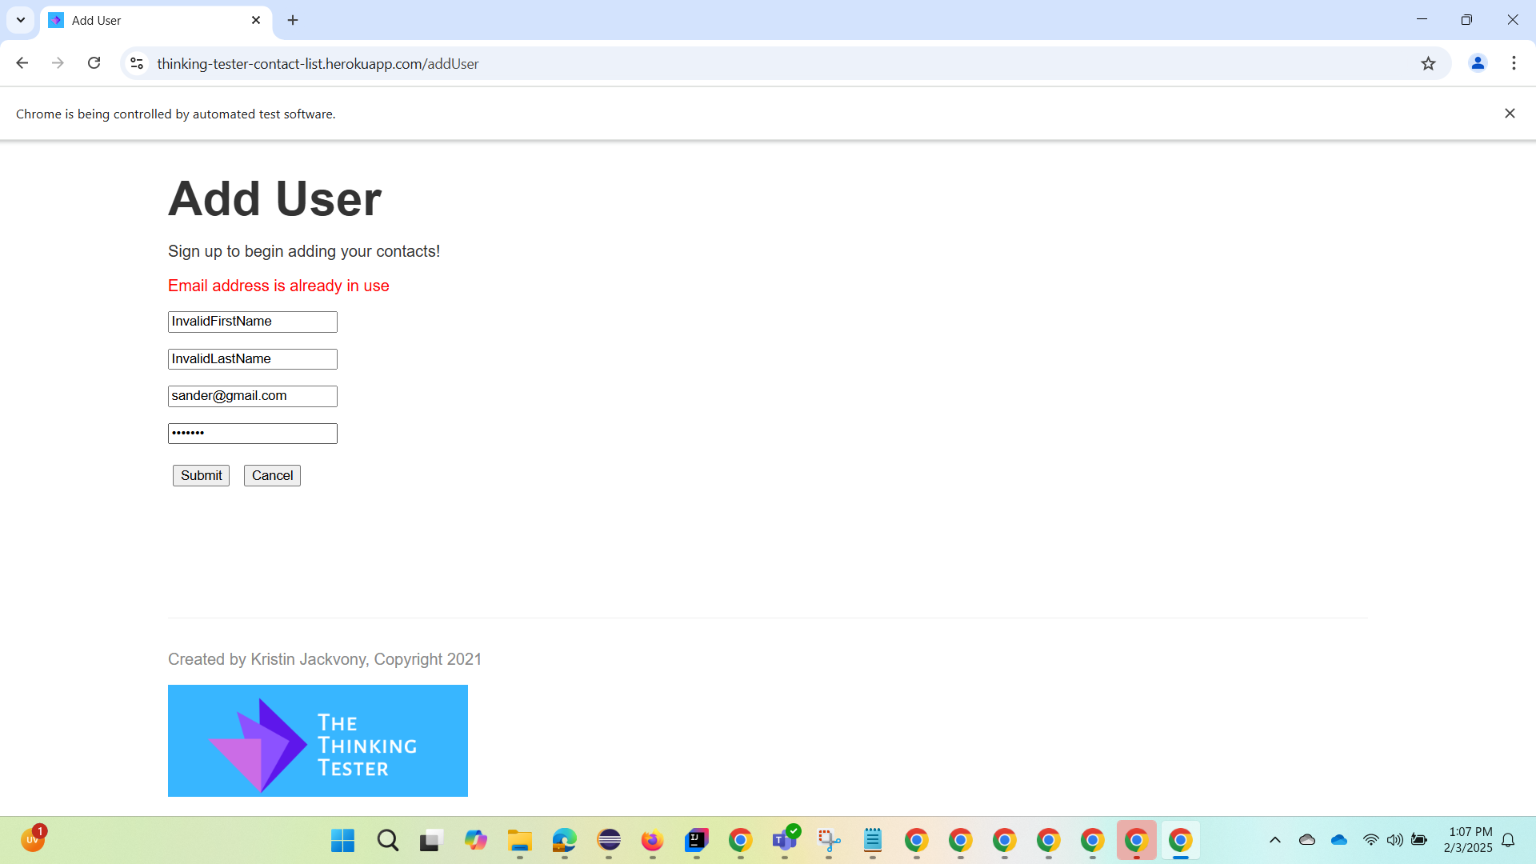 Add User
thinking-tester-contact-list.herokuapp.com/addUser
Chrome is being controlled by automated test software.
Add User
Sign up to begin adding your contacts!
Email address is already in use
InvalidFirstName
InvalidLastName
sander@gmail.com
•••••••
Submit Cancel
Created by Kristin Jackvony, Copyright 2021
THE
THINKING
TESTER
UV 1
1:07 PM
2/3/2025